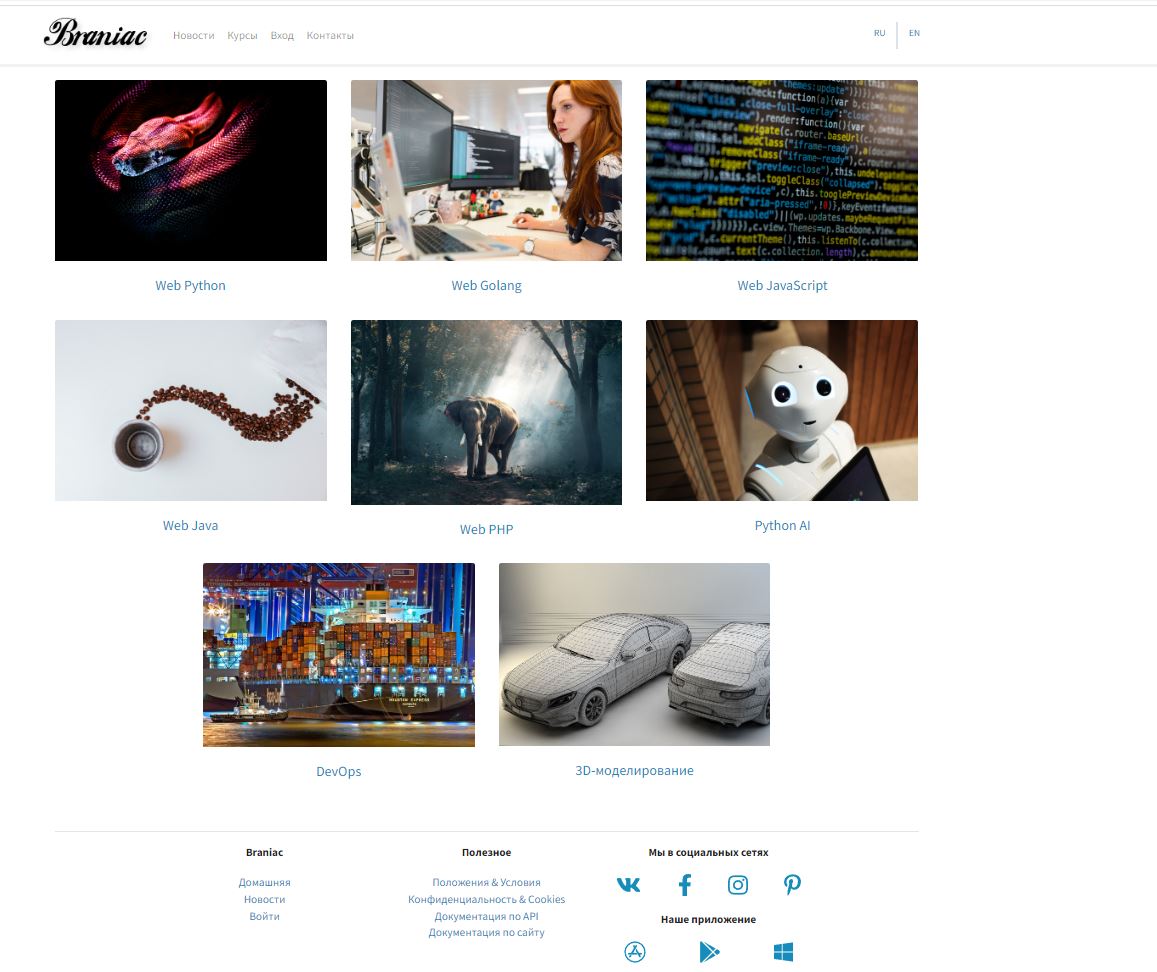 Braniac
Новости Курсы Вход Контакты
RU EN
Web Python
Web Golang
Web JavaScript
Web Java
Web PHP
Python AI
DevOps
3D-моделирование
Braniac
Домашняя
Новости
Войти
Полезное
Положения & Условия
Конфиденциальность & Cookies
Документация по API
Документация по сайту
Мы в социальных сетях
Наше приложение